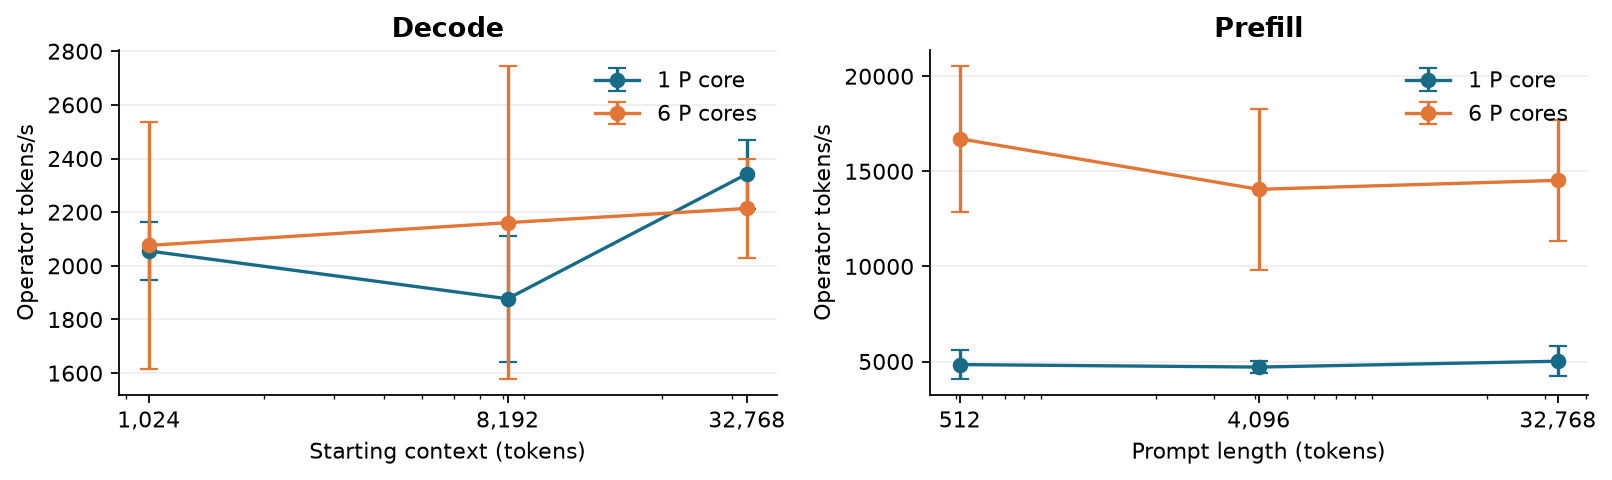 Decode
2800
2600
2400
2200
2000
1800
1600
Operator tokens/s
1 P core
6 P cores
1,024
8,192
32,768
Starting context (tokens)
Prefill
20000
15000
10000
5000
Operator tokens/s
1 P core
6 P cores
512
4,096
32,768
Prompt length (tokens)